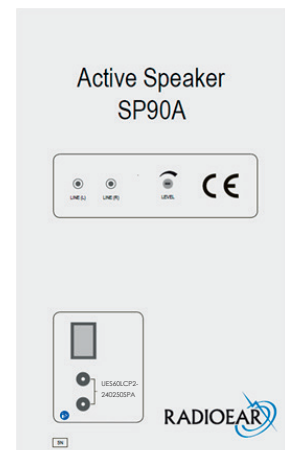 Active Speaker
SP90A
LINE (L)
LINE (R)
LEVEL
CE
UES60LCP2-
240250SPA
RADIOEAR
EN